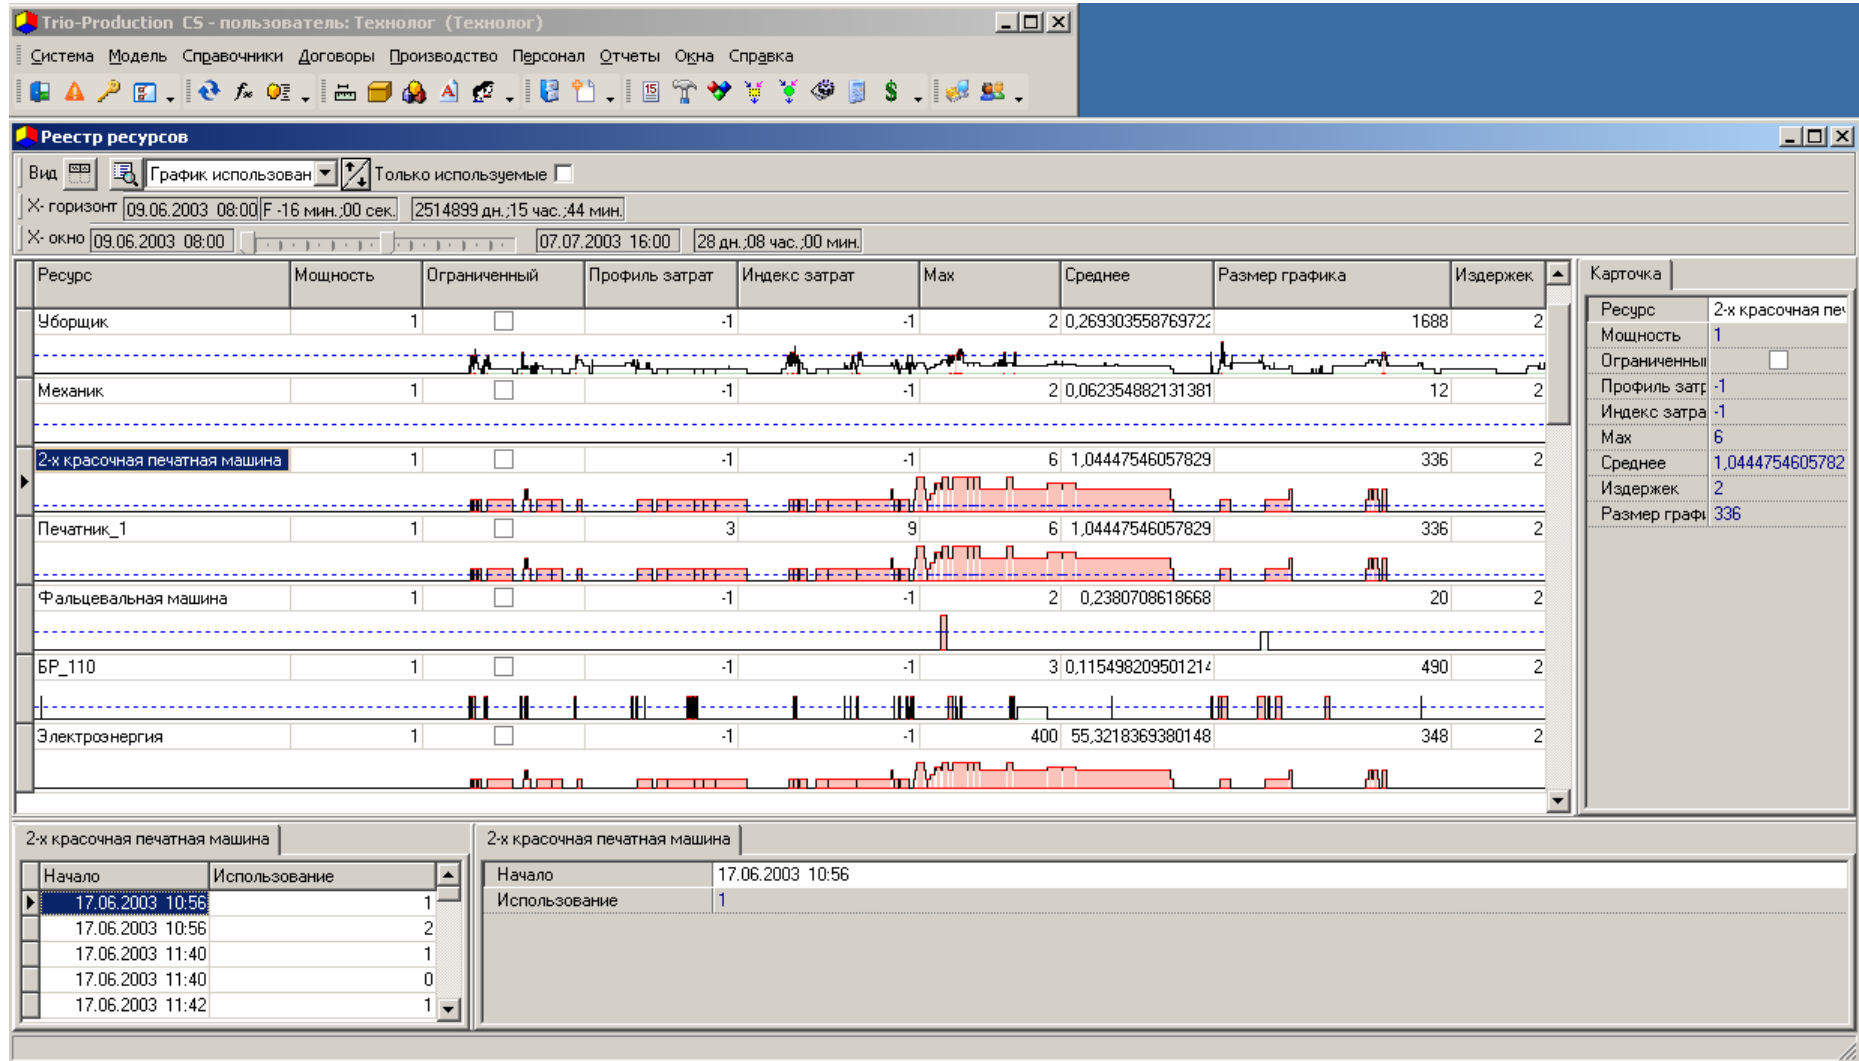 Trio-Production CS - пользователь: Технолог (Технолог)
Система Модель Справочники Договоры Производство Персонал Отчеты Окна Справка
Реестр ресурсов
Вид График использован Только используемые
X- горизонт 09.06.2003 08:00 F -16 мин.;00 сек. 2514899 дн.;15 час.;44 мин.
X- окно 09.06.2003 08:00 07.07.2003 16:00 28 дн.;08 час.;00 мин.
Ресурс Мощность Ограниченный Профиль затрат Индекс затрат Max Среднее Размер графика Издержек
Уборщик 1 -1 -1 2 0,269303558769722 1688 2
Механик 1 -1 -1 2 0,062354882131381 12 2
2-х красочная печатная машина 1 -1 -1 6 1,04447546057829 336 2
Печатник_1 1 3 9 6 1,04447546057829 336 2
Фальцевальная машина 1 -1 -1 2 0,2380708618668 20 2
БР_110 1 -1 -1 3 0,115498209501214 490 2
Электроэнергия 1 -1 -1 400 55,3218369380148 348 2
Карточка
Ресурс 2-х красочная печ
Мощность 1
Ограниченны
Профиль затр -1
Индекс затра -1
Max 6
Среднее 1,0444754605782
Издержек 2
Размер графи 336
2-х красочная печатная машина
Начало Использование
17.06.2003 10:56 1
17.06.2003 10:56 2
17.06.2003 11:40 1
17.06.2003 11:40 0
17.06.2003 11:42 1
2-х красочная печатная машина
Начало 17.06.2003 10:56
Использование 1